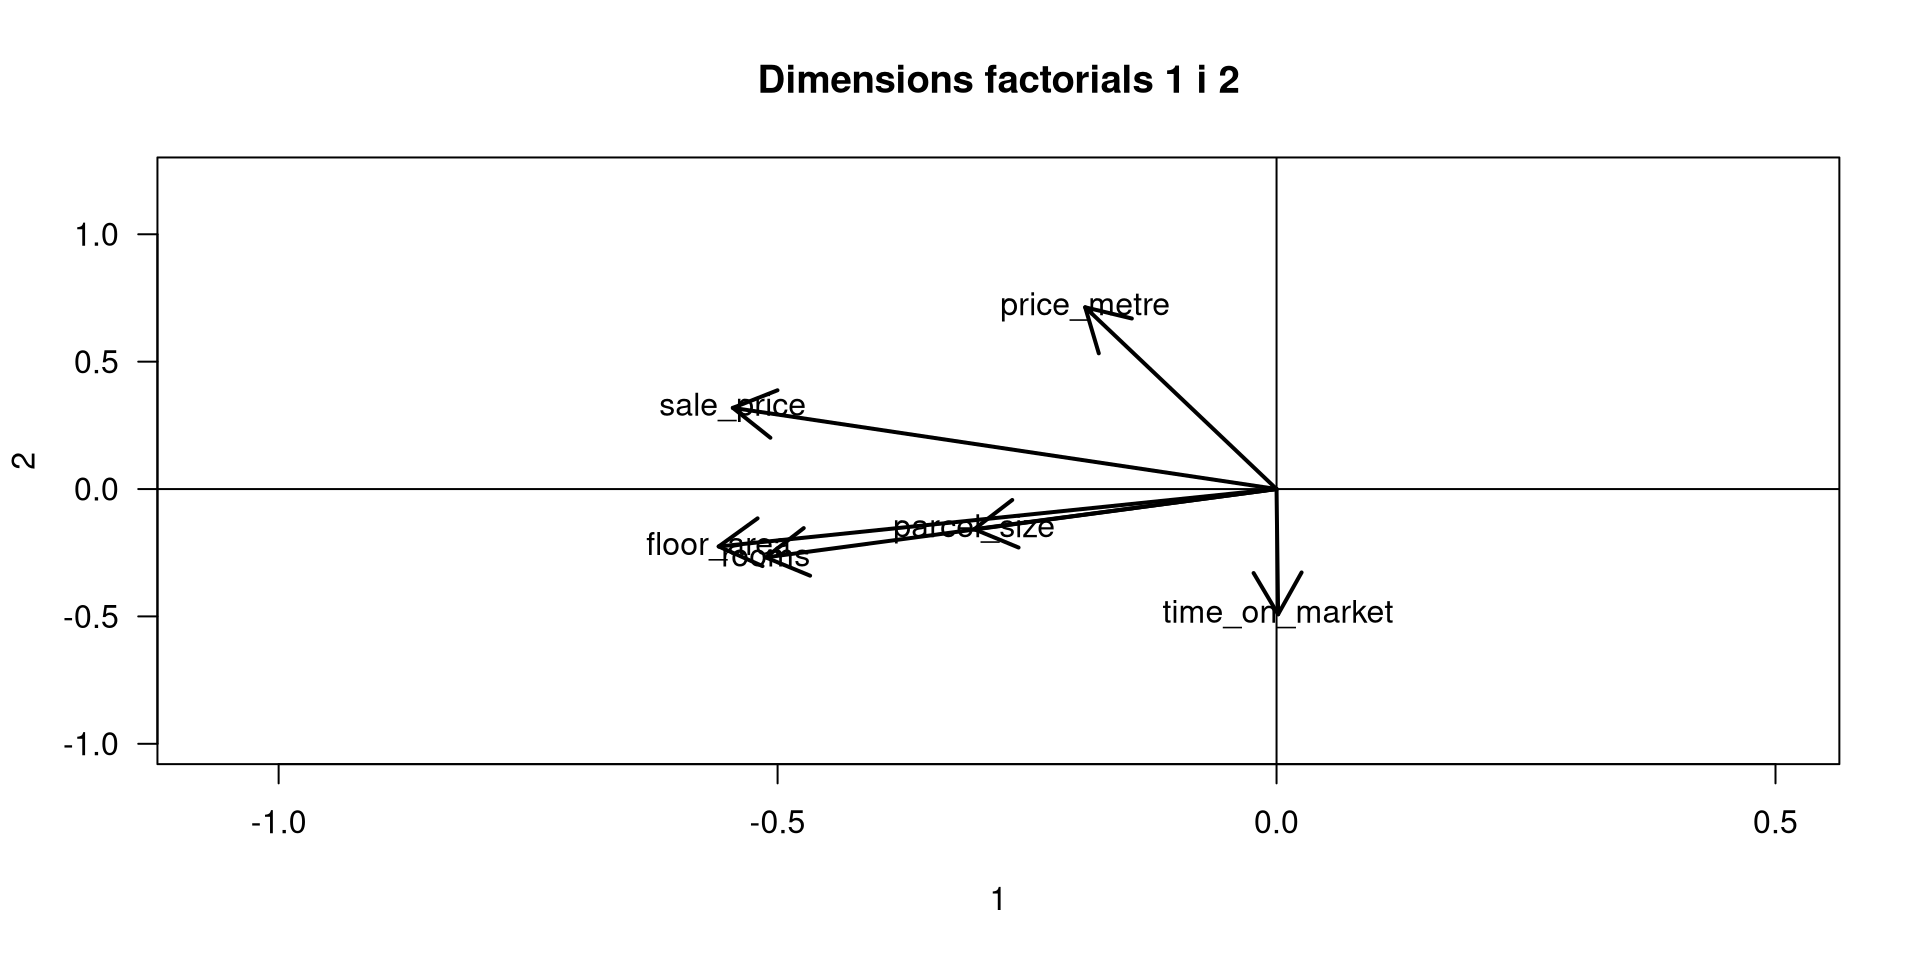 Dimensions factorials 1 i 2
1.0
0.5
0.0
-0.5
-1.0
2
price_metre
sale_price
parcel_size
floor_area
rooms
time_on_market
-1.0
-0.5
0.0
0.5
1